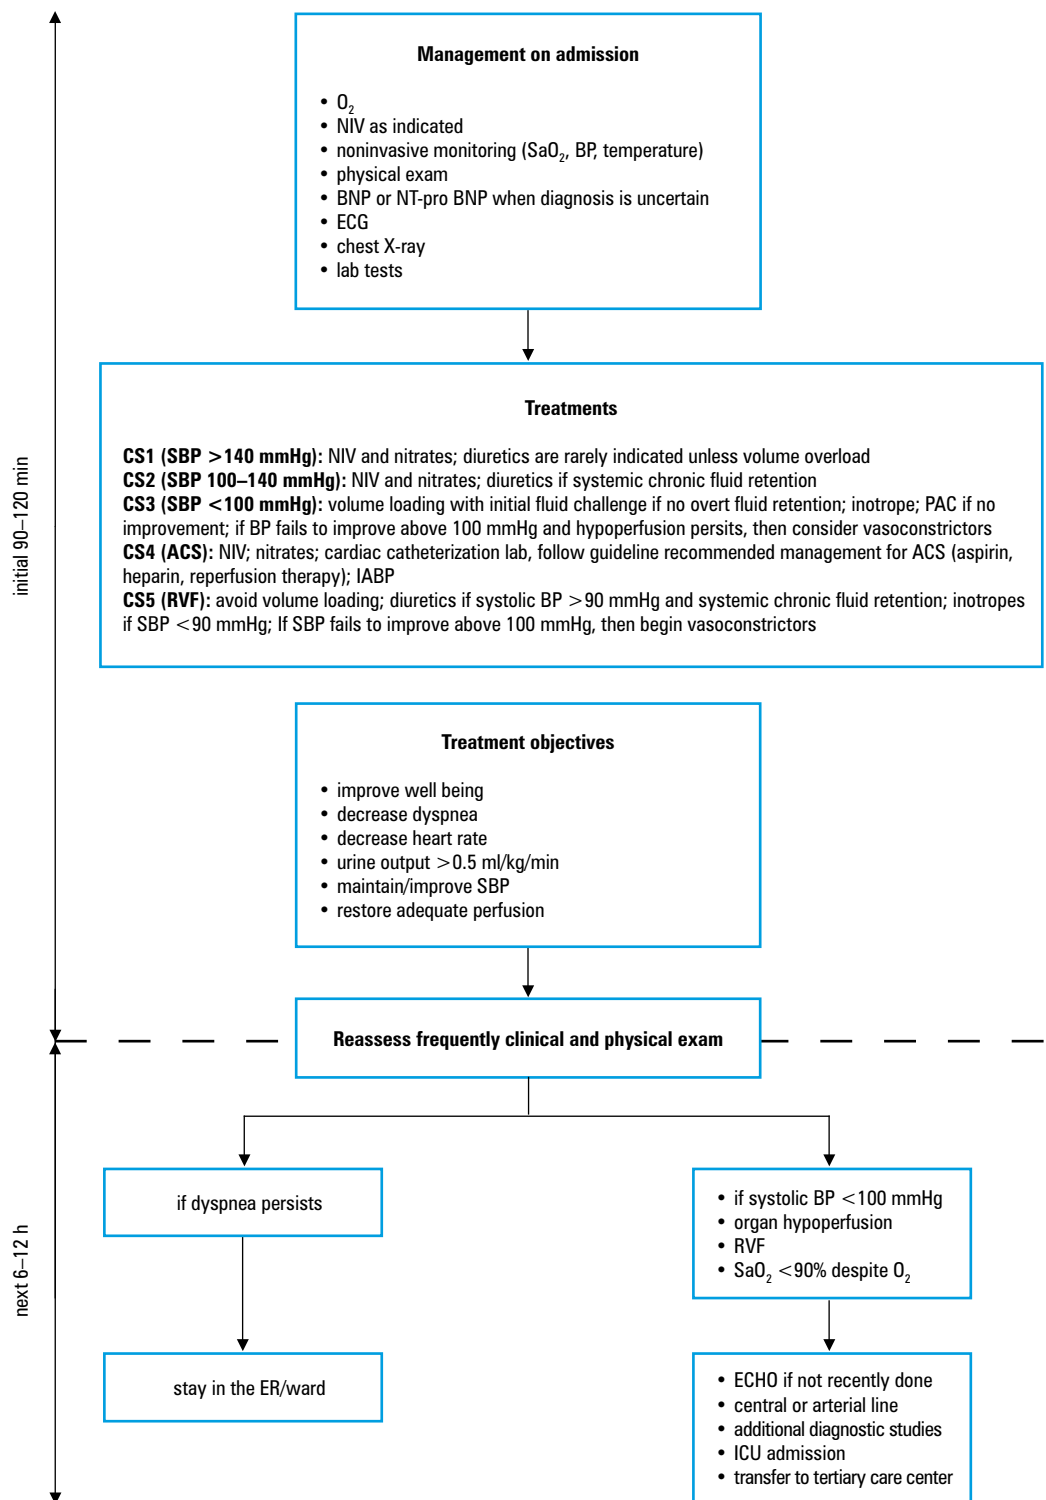 Management on admission
• O₂
• NIV as indicated
• noninvasive monitoring (SaO₂, BP, temperature)
• physical exam
• BNP or NT-pro BNP when diagnosis is uncertain
• ECG
• chest X-ray
• lab tests
Treatments
CS1 (SBP >140 mmHg): NIV and nitrates; diuretics are rarely indicated unless volume overload
CS2 (SBP 100–140 mmHg): NIV and nitrates; diuretics if systemic chronic fluid retention
CS3 (SBP <100 mmHg): volume loading with initial fluid challenge if no overt fluid retention; inotrope; PAC if no
improvement; if BP fails to improve above 100 mmHg and hypoperfusion persits, then consider vasoconstrictors
CS4 (ACS): NIV; nitrates; cardiac catheterization lab, follow guideline recommended management for ACS (aspirin,
heparin, reperfusion therapy); IABP
CS5 (RVF): avoid volume loading; diuretics if systolic BP >90 mmHg and systemic chronic fluid retention; inotropes
if SBP <90 mmHg; If SBP fails to improve above 100 mmHg, then begin vasoconstrictors
initial 90–120 min
Treatment objectives
• improve well being
• decrease dyspnea
• decrease heart rate
• urine output >0.5 ml/kg/min
• maintain/improve SBP
• restore adequate perfusion
Reassess frequently clinical and physical exam
next 6–12 h
if dyspnea persists
stay in the ER/ward
• if systolic BP <100 mmHg
• organ hypoperfusion
• RVF
• SaO₂ <90% despite O₂
• ECHO if not recently done
• central or arterial line
• additional diagnostic studies
• ICU admission
• transfer to tertiary care center